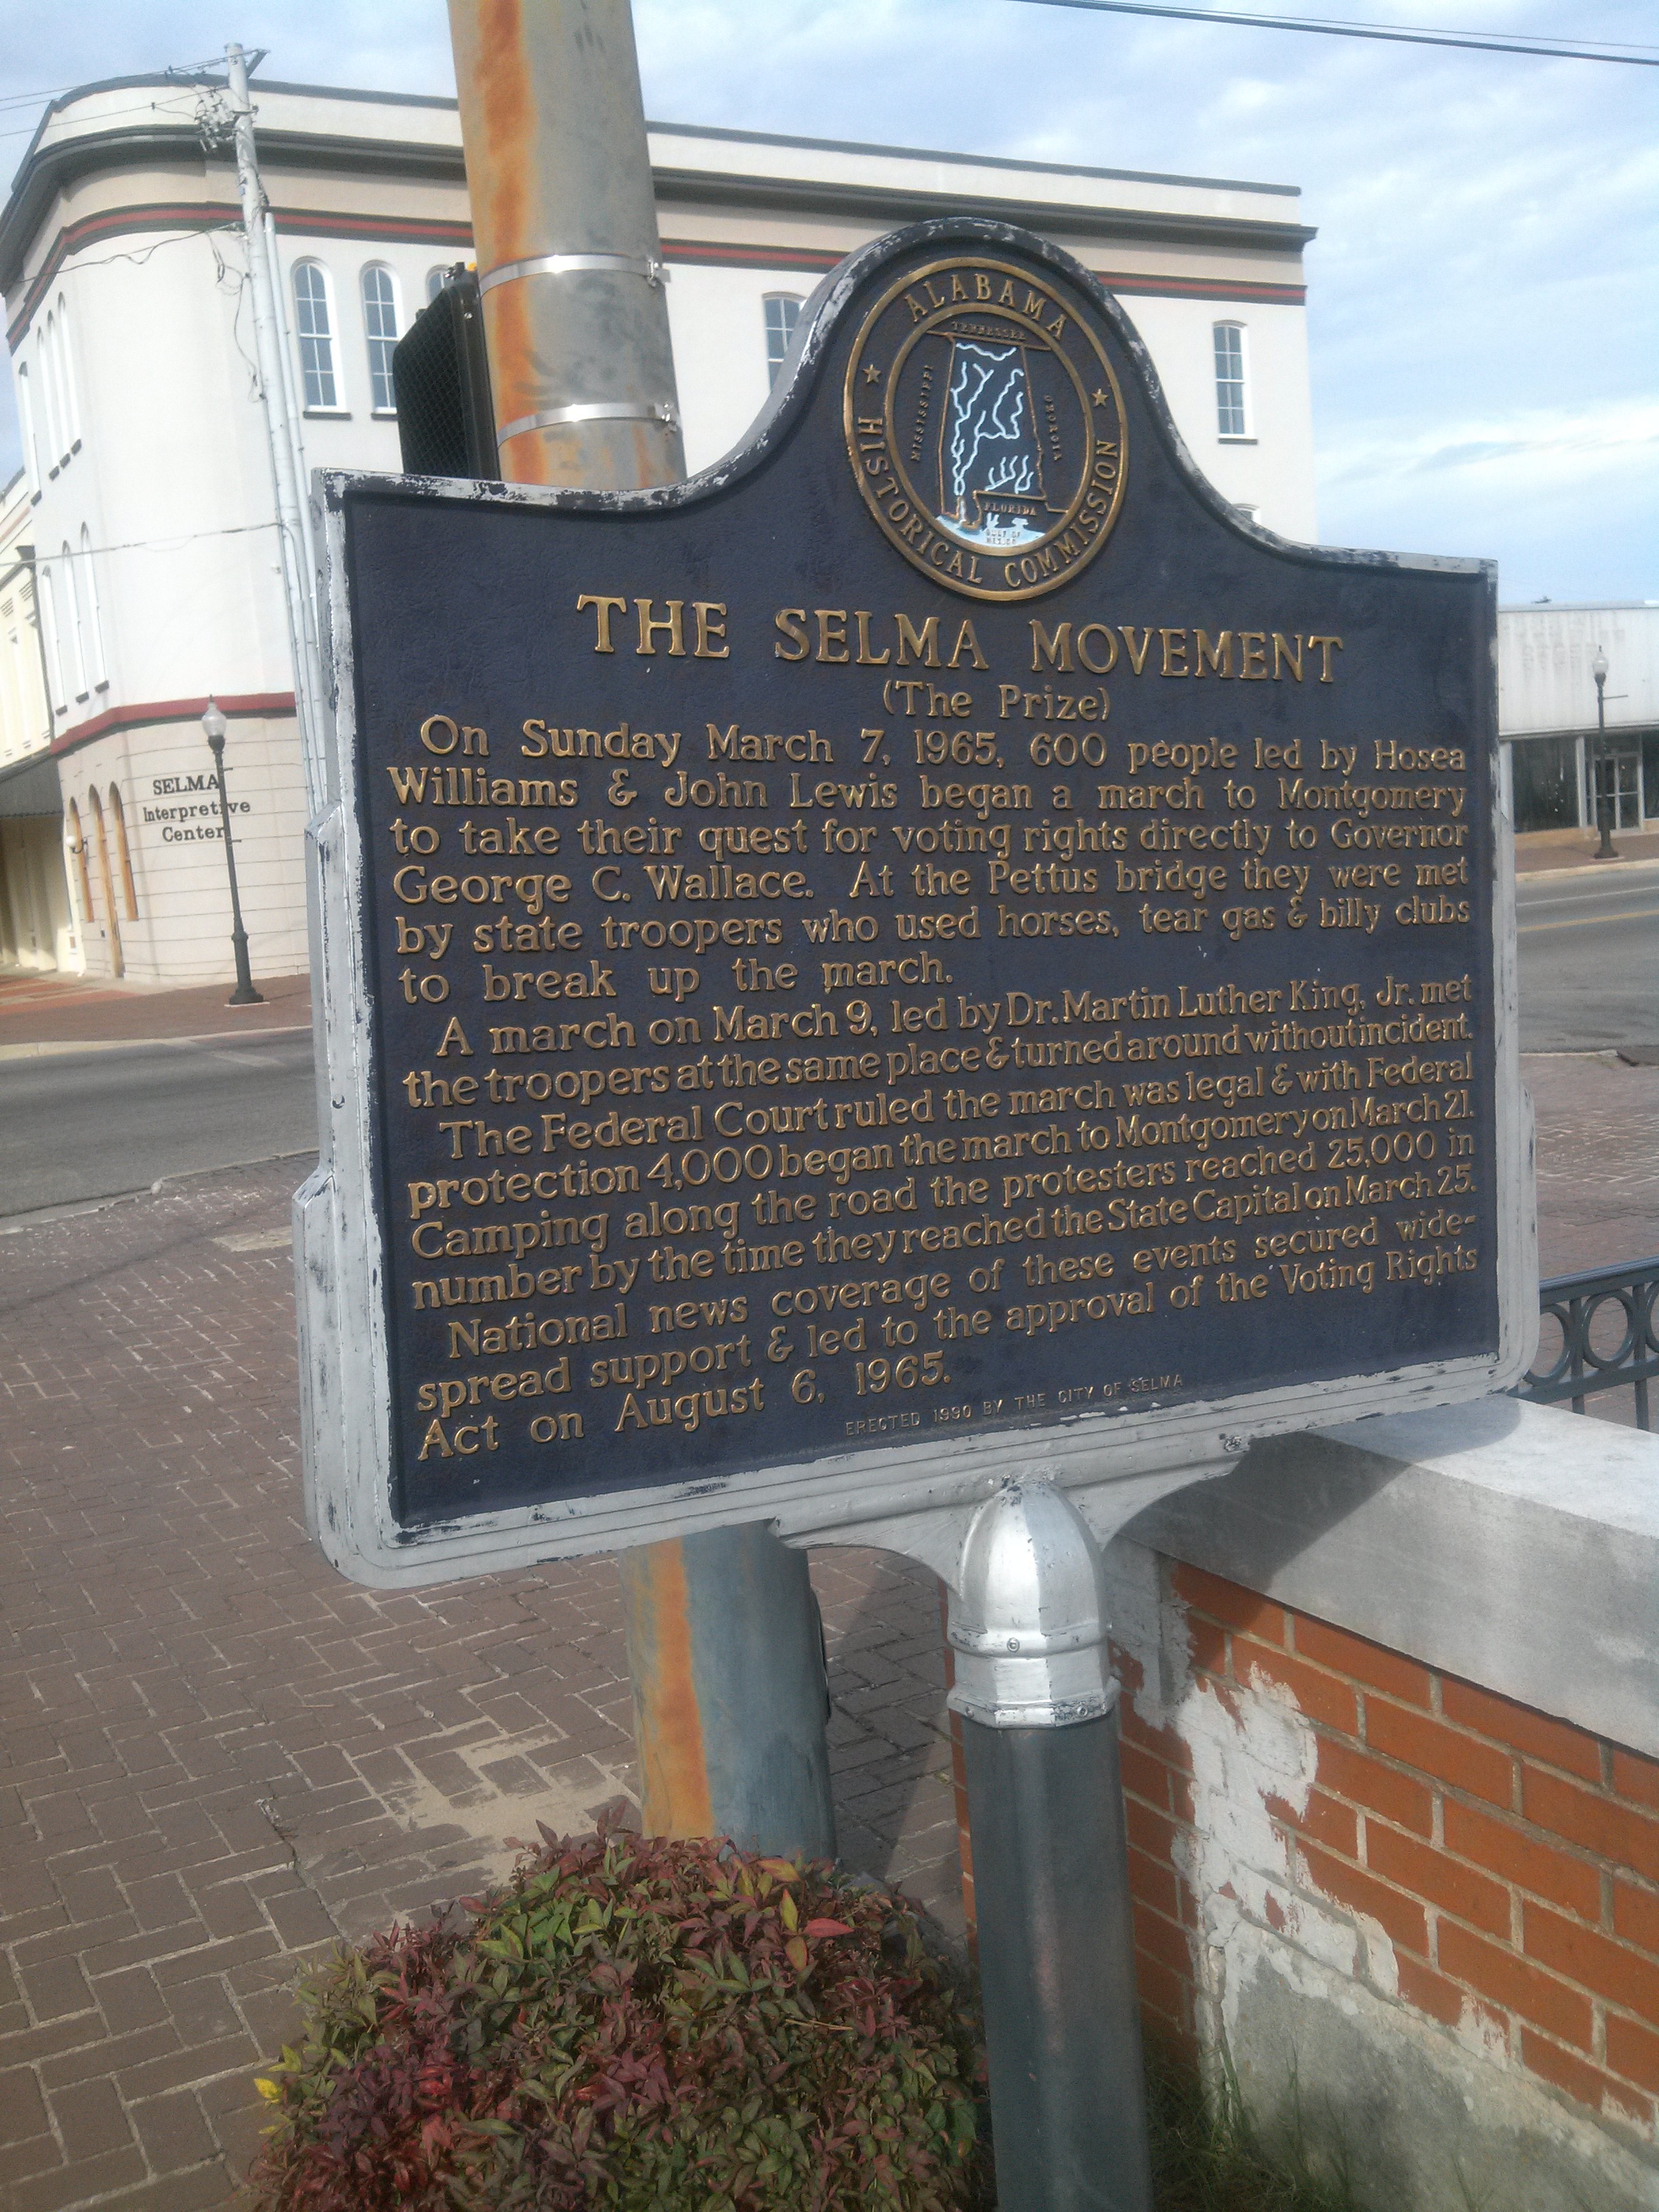 ALABAMA
HISTORICAL COMMISSION
TENNESSEE
MISSISSIPPI
GEORGIA
FLORIDA
GULF OF
MEXICO
THE SELMA MOVEMENT
(The Prize)
On Sunday March 7, 1965, 600 people led by Hosea
Williams & John Lewis began a march to Montgomery
to take their quest for voting rights directly to Governor
George C. Wallace. At the Pettus bridge they were met
by state troopers who used horses, tear gas & billy clubs
to break up the march.
A march on March 9, led by Dr. Martin Luther King, Jr. met
the troopers at the same place & turned around without incident.
The Federal Court ruled the march was legal & with Federal
protection 4,000 began the march to Montgomery on March 21.
Camping along the road the protesters reached 25,000 in
number by the time they reached the State Capital on March 25.
National news coverage of these events secured wide-
spread support & led to the approval of the Voting Rights
Act on August 6, 1965.
ERECTED 1990 BY THE CITY OF SELMA
SELMA
Interpretive
Center